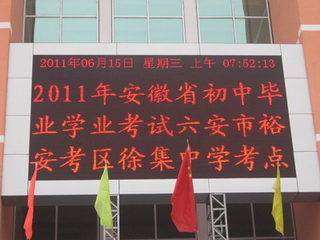 2011年06月15日 星期三 上午 07:52:13
2011年安徽省初中毕
业学业考试六安市裕
安考区徐集中学考点